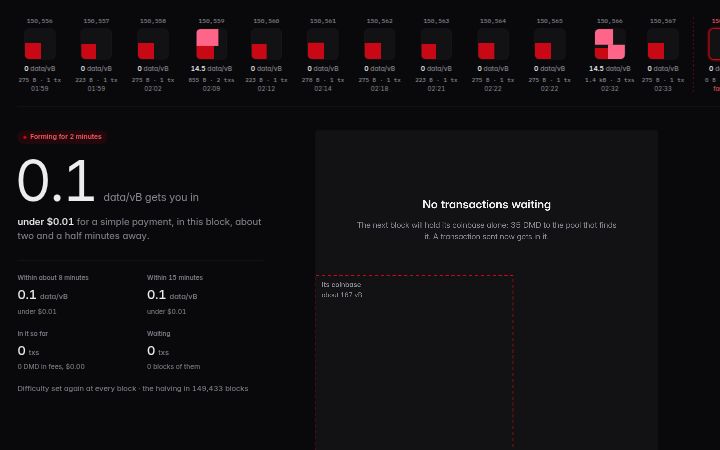 150,556 150,557 150,558 150,559 150,560 150,561 150,562 150,563 150,564 150,565 150,566 150,567
0 data/vB 0 data/vB 0 data/vB 14.5 data/vB 0 data/vB 0 data/vB 0 data/vB 0 data/vB 0 data/vB 0 data/vB 14.5 data/vB 0 data/vB 0
275 B · 1 tx 223 B · 1 tx 275 B · 1 tx 855 B · 2 txs 223 B · 1 tx 278 B · 1 tx 275 B · 1 tx 223 B · 1 tx 275 B · 1 tx 275 B · 1 tx 1.4 kB · 3 txs 275 B · 1 tx
01:59 01:59 02:02 02:09 02:12 02:14 02:18 02:21 02:22 02:22 02:32 02:33
Forming for 2 minutes
0.1 data/vB gets you in
under $0.01 for a simple payment, in this block, about
two and a half minutes away.
Within about 8 minutes Within 15 minutes
0.1 data/vB 0.1 data/vB
under $0.01 under $0.01
In it so far Waiting
0 txs 0 txs
0 DMD in fees, $0.00 0 blocks of them
Difficulty set again at every block · the halving in 149,433 blocks
No transactions waiting
The next block will hold its coinbase alone: 35 DMD to the pool that finds
it. A transaction sent now gets in it.
Its coinbase
about 167 vB